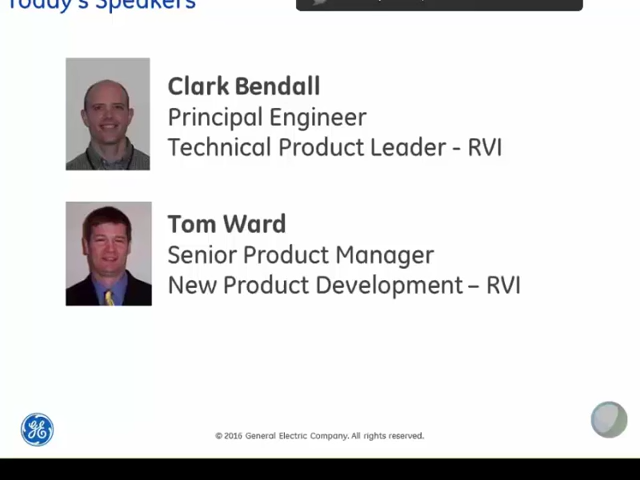 Today's Speakers
Clark Bendall
Principal Engineer
Technical Product Leader - RVI
Tom Ward
Senior Product Manager
New Product Development – RVI
GE
© 2016 General Electric Company. All rights reserved.